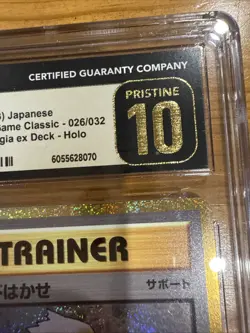 CERTIFIED GUARANTY COMPANY
) Japanese
Game Classic - 026/032
gia ex Deck - Holo
6055628070
PRISTINE
10
TRAINER
はかせ
サポート